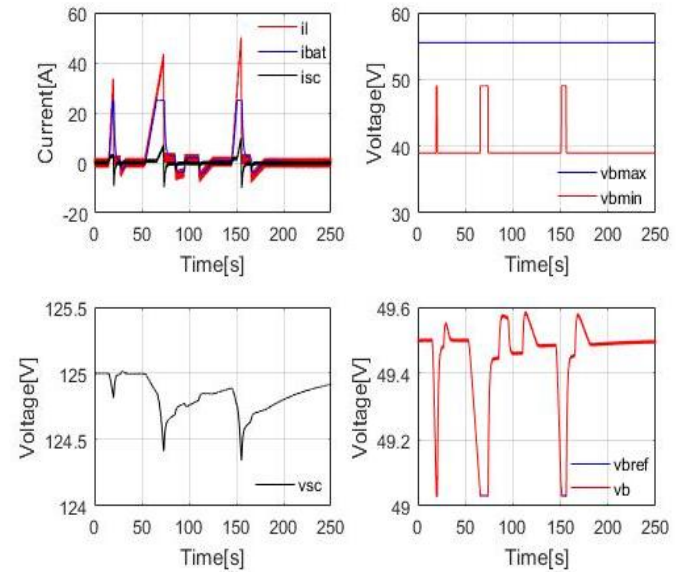 60
40
20
0
-20
Current[A]
il
ibat
isc
0 50 100 150 200 250
Time[s]
60
50
40
30
Voltage[V]
vbmax
vbmin
0 50 100 150 200 250
Time[s]
125.5
125
124.5
124
Voltage[V]
vsc
0 50 100 150 200 250
Time[s]
49.6
49.4
49.2
49
Voltage[V]
vbref
vb
0 50 100 150 200 250
Time[s]